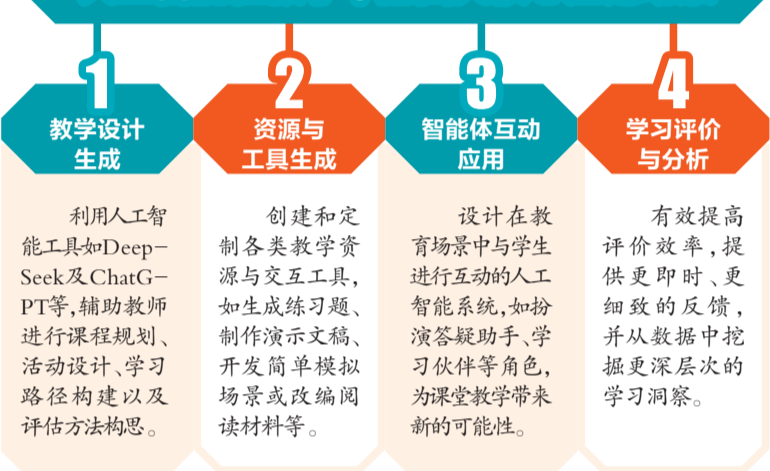 1
教学设计
生成
利用人工智
能工具如Deep-
Seek及ChatG-
PT等,辅助教师
进行课程规划、
活动设计、学习
路径构建以及
评估方法构思。
2
资源与
工具生成
创建和定
制各类教学资
源与交互工具,
如生成练习题、
制作演示文稿、
开发简单模拟
场景或改编阅
读材料等。
3
智能体互动
应用
设计在教
育场景中与学生
进行互动的人工
智能系统,如扮
演答疑助手、学
习伙伴等角色,
为课堂教学带来
新的可能性。
4
学习评价
与分析
有效提高
评价效率,提
供更即时、更
细致的反馈,
并从数据中挖
掘更深层次的
学习洞察。